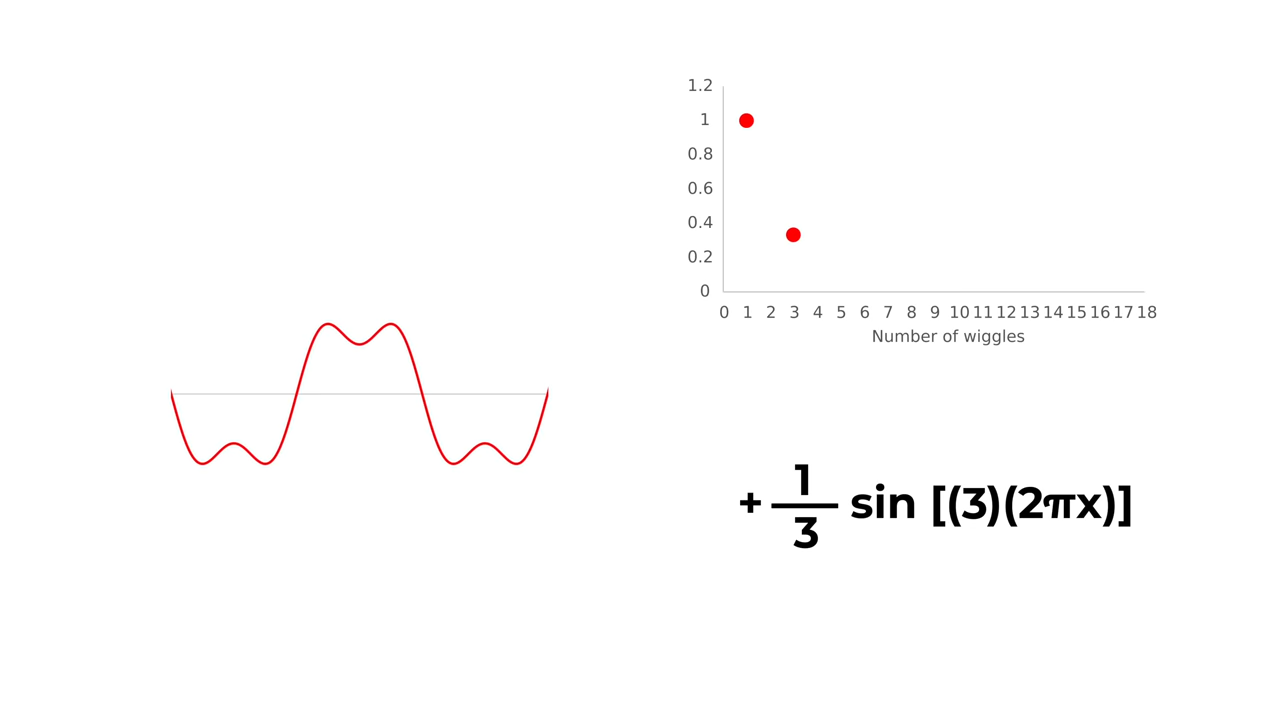 1.2
1
0.8
0.6
0.4
0.2
0
0 1 2 3 4 5 6 7 8 9 10 11 12 13 14 15 16 17 18
Number of wiggles
+ 1/3 sin [(3)(2πx)]